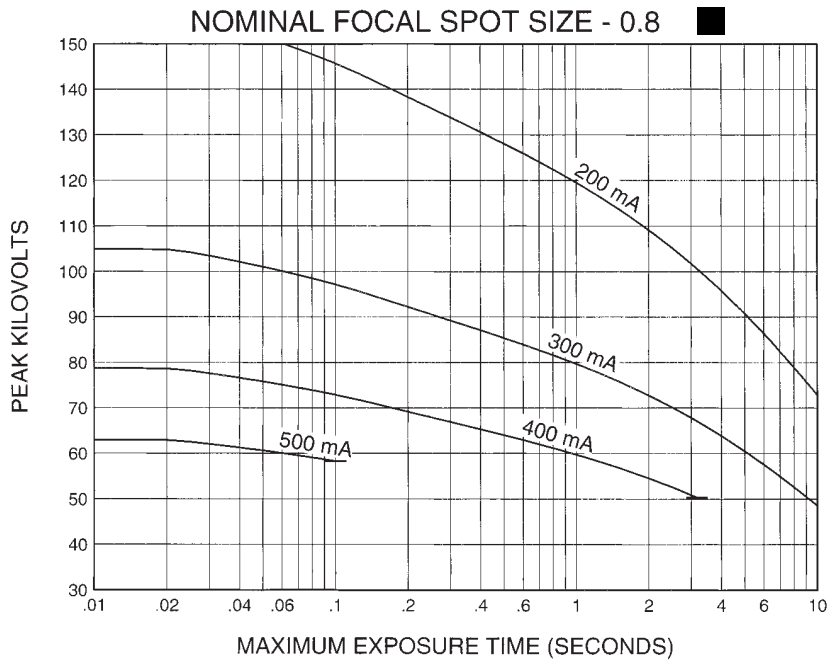 NOMINAL FOCAL SPOT SIZE - 0.8
150
140
130
120
110
100
90
80
70
60
50
40
30
PEAK KILOVOLTS
200 mA
300 mA
400 mA
500 mA
.01 .02 .04 .06 .1 .2 .4 .6 1 2 4 6 10
MAXIMUM EXPOSURE TIME (SECONDS)